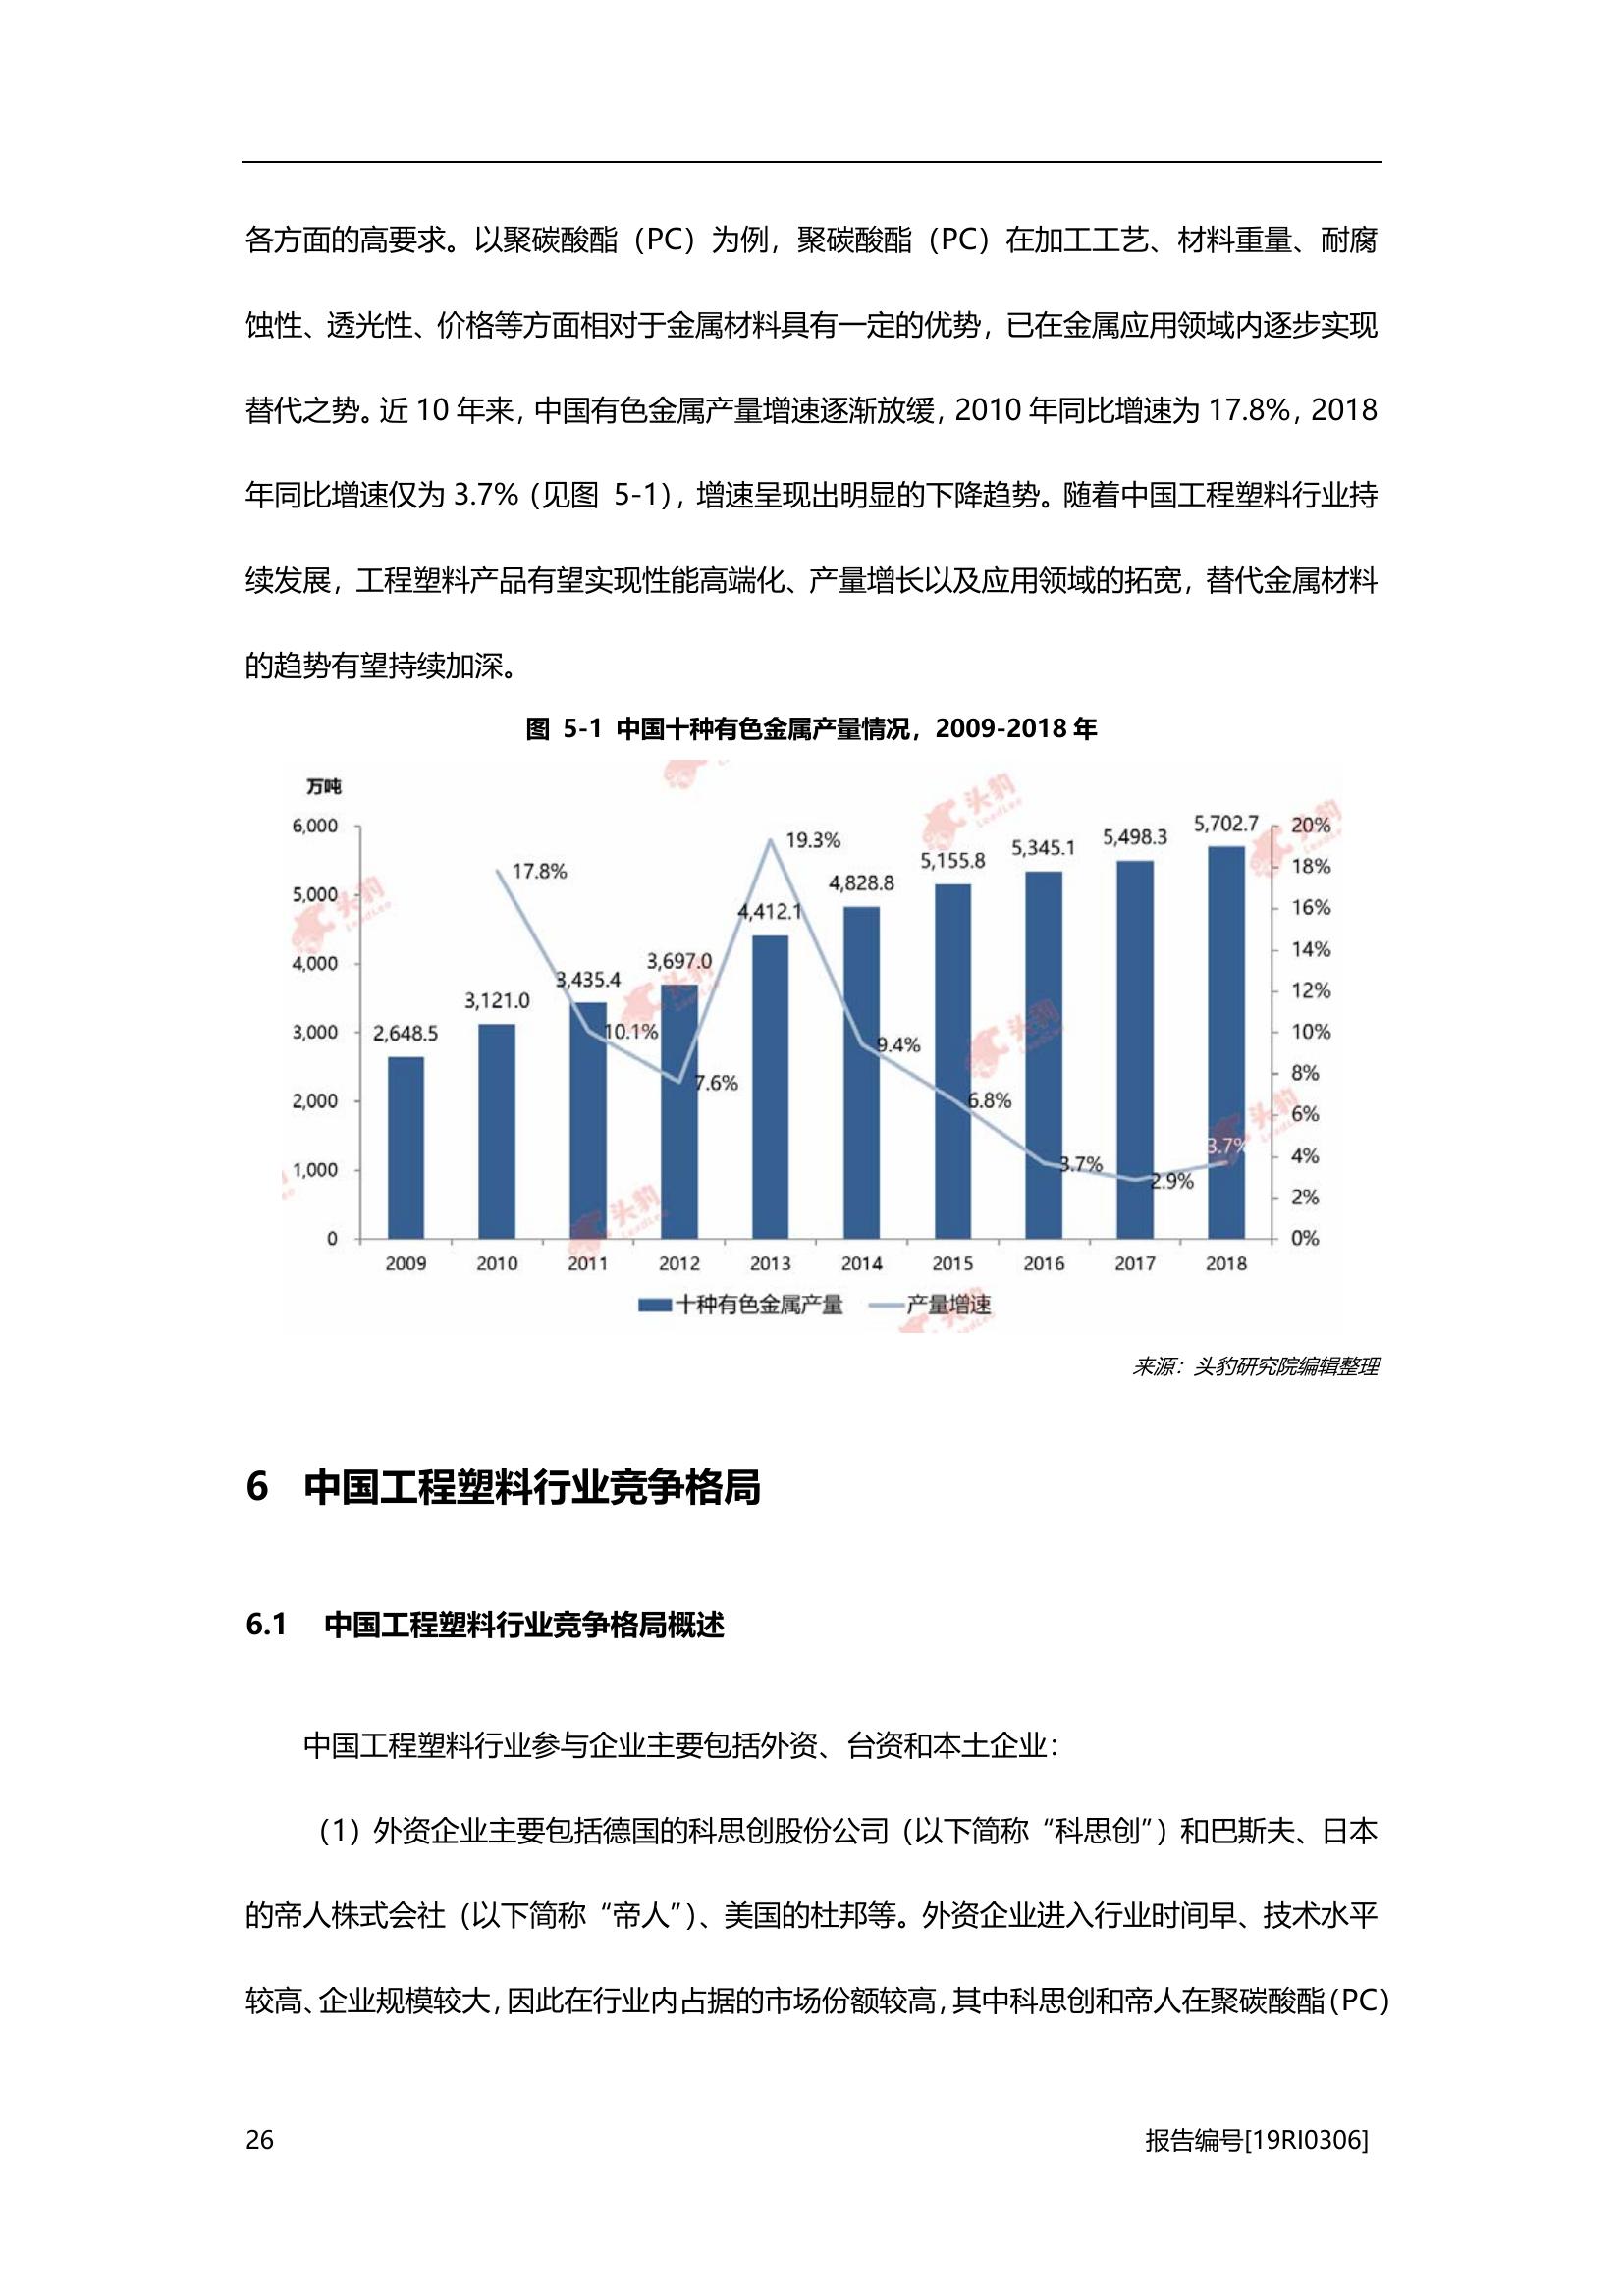 各方面的高要求。以聚碳酸酯（PC）为例，聚碳酸酯（PC）在加工工艺、材料重量、耐腐
蚀性、透光性、价格等方面相对于金属材料具有一定的优势，已在金属应用领域内逐步实现
替代之势。近 10 年来，中国有色金属产量增速逐渐放缓，2010 年同比增速为 17.8%，2018
年同比增速仅为 3.7%（见图 5-1），增速呈现出明显的下降趋势。随着中国工程塑料行业持
续发展，工程塑料产品有望实现性能高端化、产量增长以及应用领域的拓宽，替代金属材料
的趋势有望持续加深。
图 5-1 中国十种有色金属产量情况，2009-2018 年
万吨
6,000
5,000
4,000
3,000
2,000
1,000
0
2,648.5
3,121.0
3,435.4
3,697.0
4,412.1
4,828.8
5,155.8
5,345.1
5,498.3
5,702.7
17.8%
10.1%
7.6%
19.3%
9.4%
6.8%
3.7%
2.9%
3.7%
20%
18%
16%
14%
12%
10%
8%
6%
4%
2%
0%
2009 2010 2011 2012 2013 2014 2015 2016 2017 2018
十种有色金属产量 产量增速
头豹 LeadLeo
来源：头豹研究院编辑整理
6 中国工程塑料行业竞争格局
6.1 中国工程塑料行业竞争格局概述
中国工程塑料行业参与企业主要包括外资、台资和本土企业：
（1）外资企业主要包括德国的科思创股份公司（以下简称“科思创”）和巴斯夫、日本
的帝人株式会社（以下简称“帝人”）、美国的杜邦等。外资企业进入行业时间早、技术水平
较高、企业规模较大，因此在行业内占据的市场份额较高，其中科思创和帝人在聚碳酸酯（PC）
26 报告编号[19RI0306]